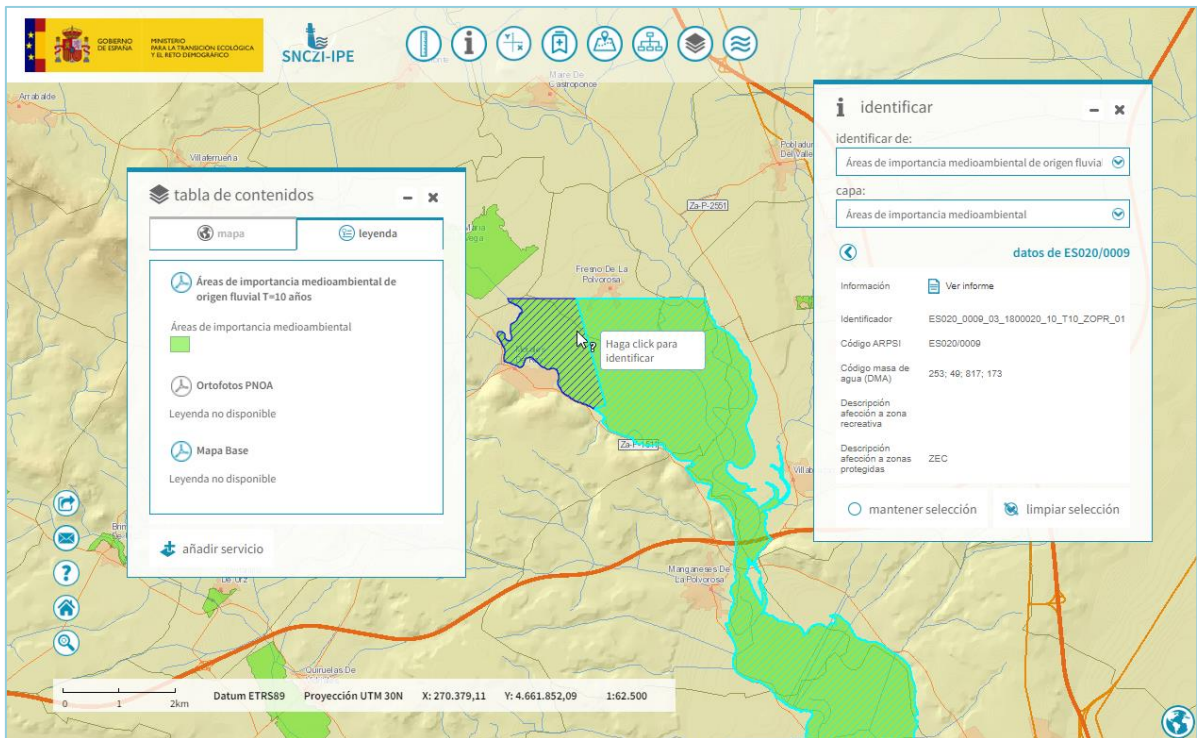 GOBIERNO
DE ESPAÑA
MINISTERIO
PARA LA TRANSICIÓN ECOLÓGICA
Y EL RETO DEMOGRÁFICO
SNCZI-IPE
Maire De
Castroponce
Arrabalde
Villaferrueña
Za-P-2551
Fresno De La
Polvorosa
Za-P-1511
Manganeses De
La Polvorosa
Quiruelas De
tabla de contenidos
mapa
leyenda
Áreas de importancia medioambiental de
origen fluvial T=10 años
Áreas de importancia medioambiental
Ortofotos PNOA
Leyenda no disponible
Mapa Base
Leyenda no disponible
añadir servicio
Haga click para
identificar
identificar
identificar de:
Áreas de importancia medioambiental de origen fluvial
capa:
Áreas de importancia medioambiental
datos de ES020/0009
Información Ver informe
Identificador ES020_0009_03_1800020_10_T10_ZOPR_01
Código ARPSI ES020/0009
Código masa de
agua (DMA) 253; 49; 817; 173
Descripción
afección a zona
recreativa
Descripción
afección a zonas
protegidas ZEC
mantener selección limpiar selección
0 1 2km
Datum ETRS89 Proyección UTM 30N X: 270.379,11 Y: 4.661.852,09 1:62.500